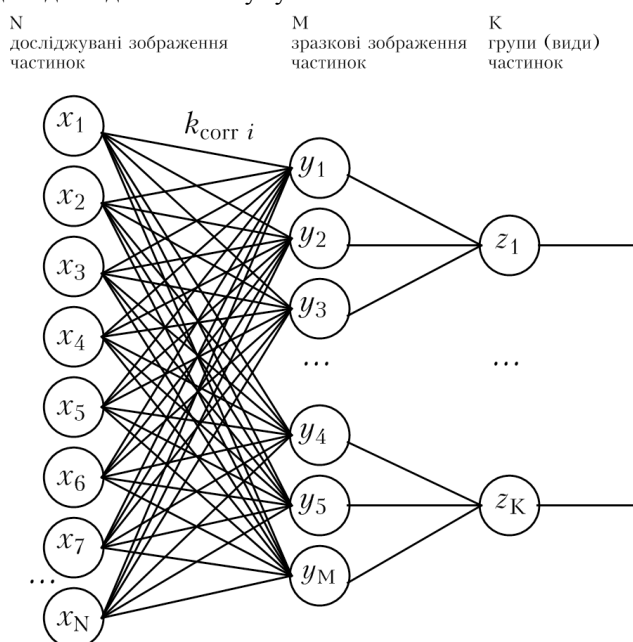 N
досліджувані зображення
частинок
M
зразкові зображення
частинок
K
групи (види)
частинок
k corr i
x1
x2
x3
x4
x5
x6
x7
...
xN
y1
y2
y3
...
y4
y5
yM
z1
...
zK